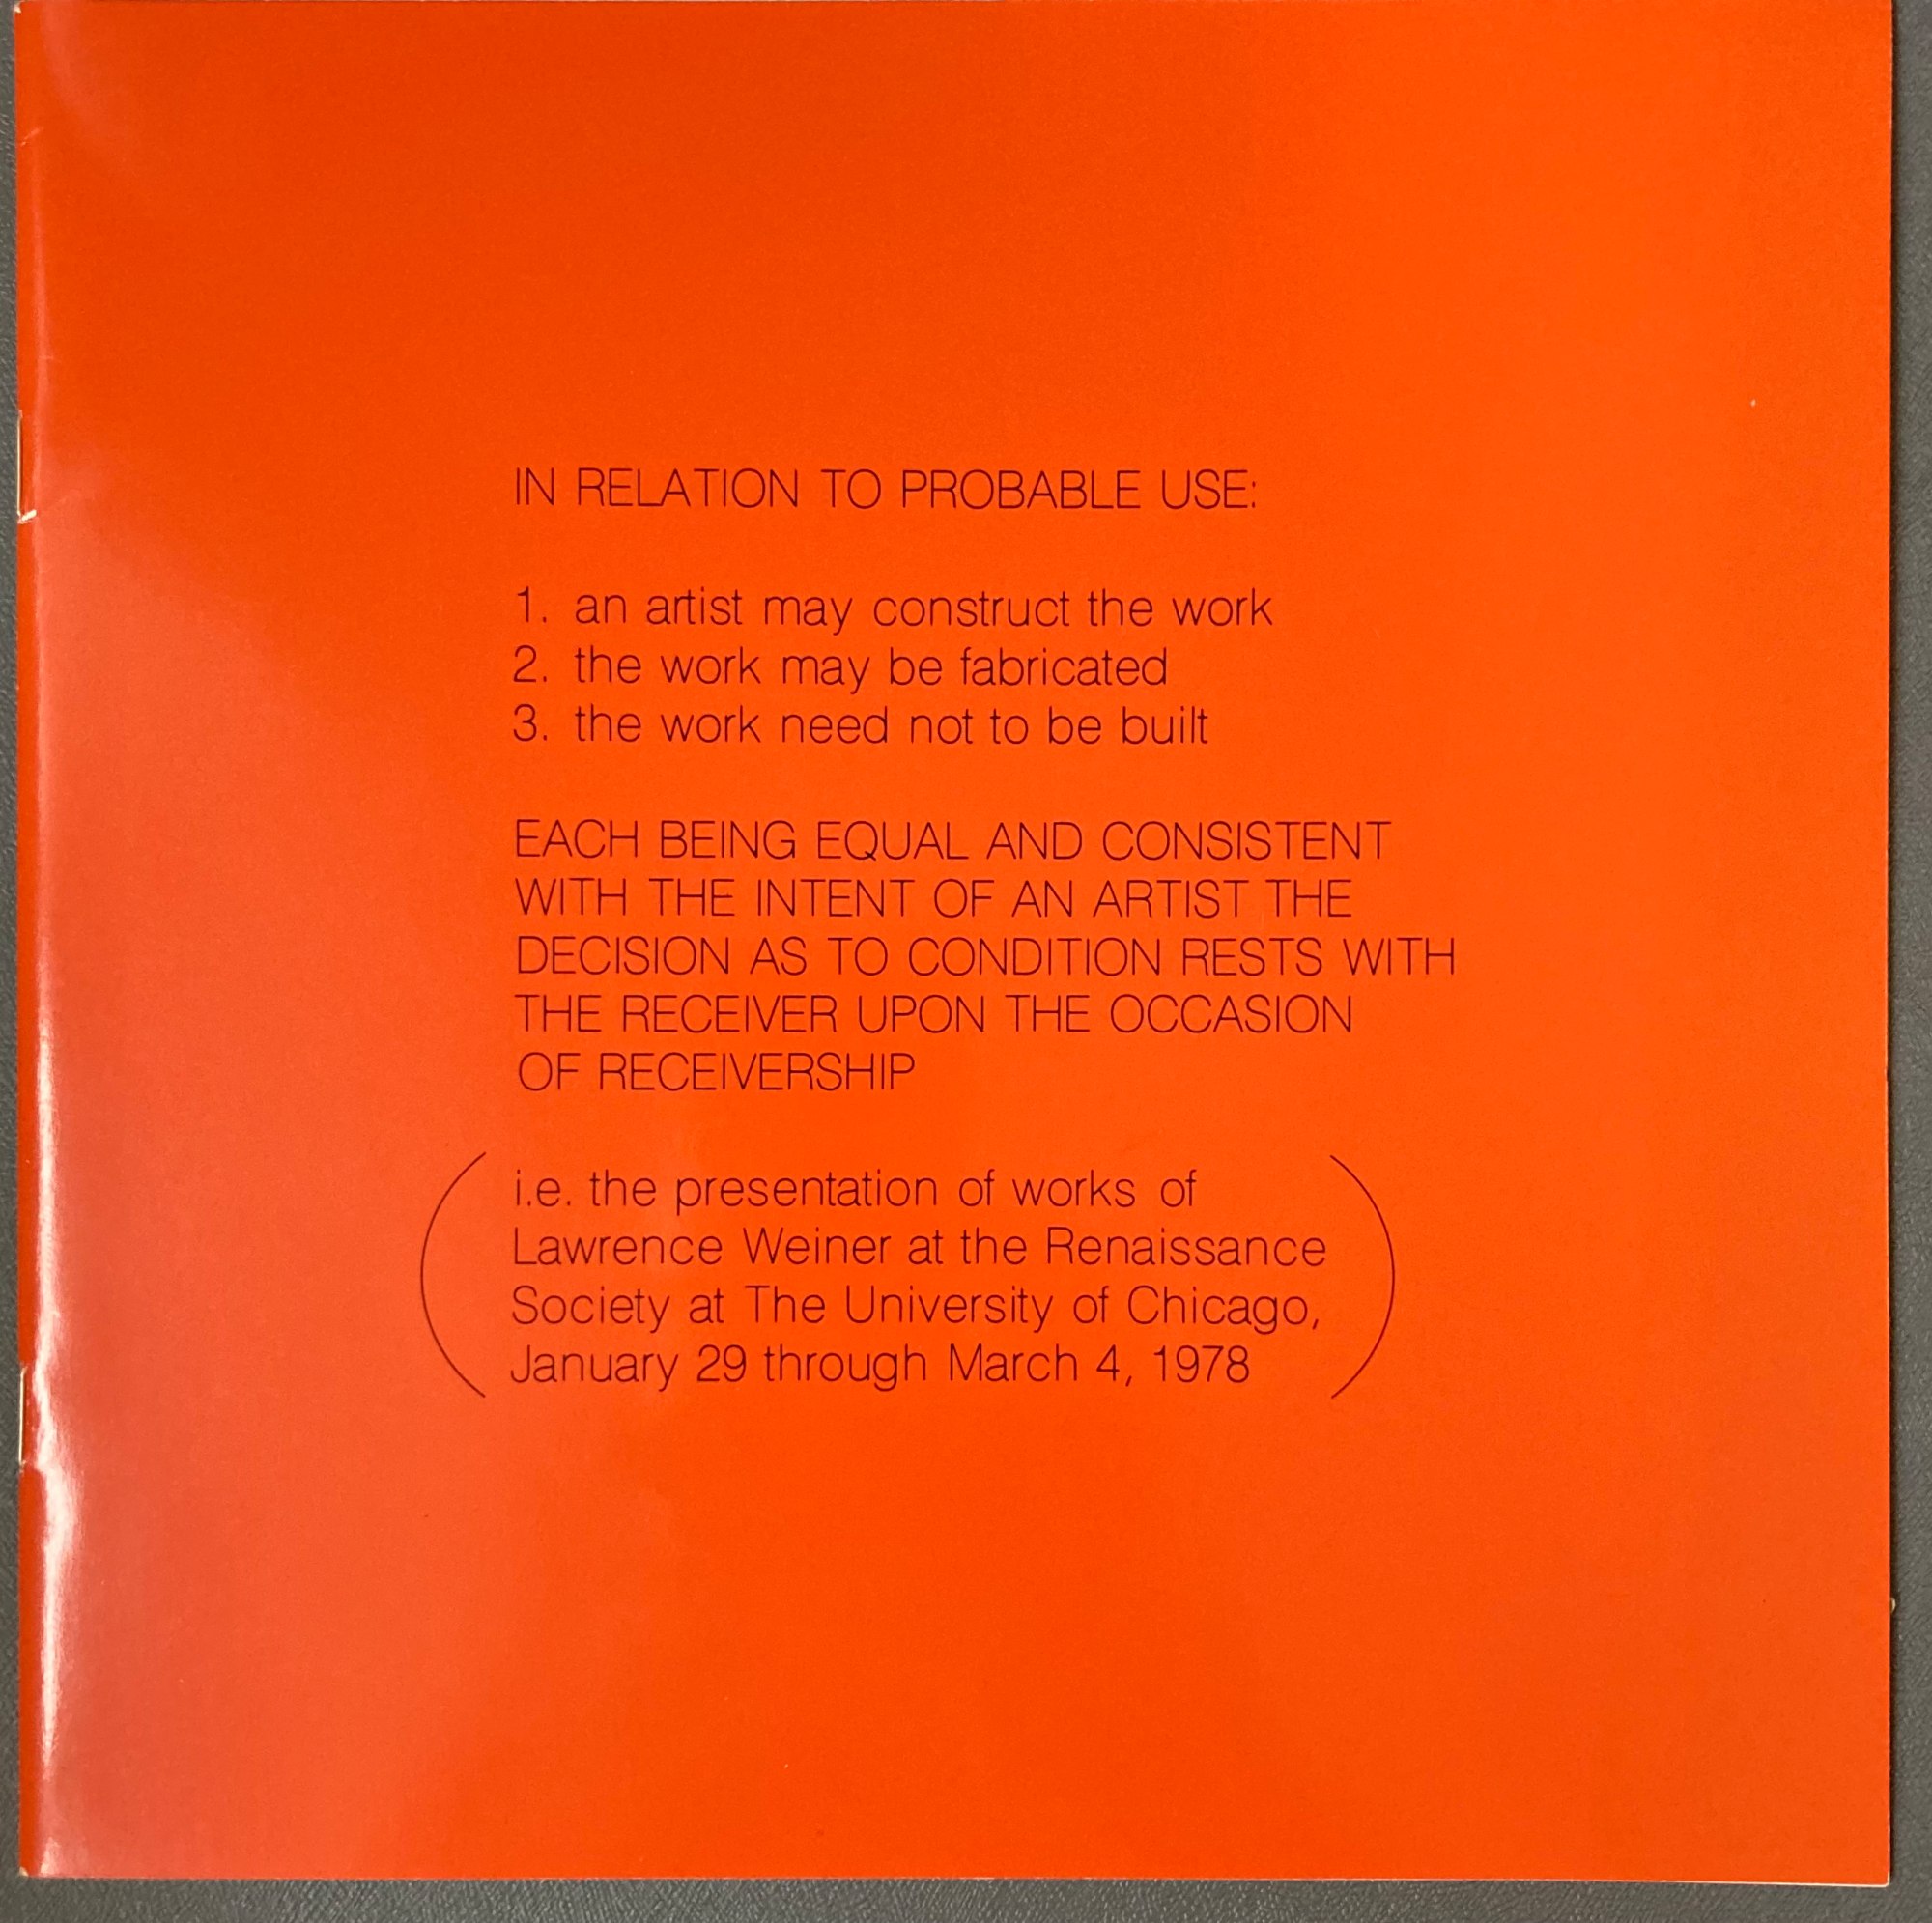 IN RELATION TO PROBABLE USE:
1. an artist may construct the work
2. the work may be fabricated
3. the work need not to be built
EACH BEING EQUAL AND CONSISTENT
WITH THE INTENT OF AN ARTIST THE
DECISION AS TO CONDITION RESTS WITH
THE RECEIVER UPON THE OCCASION
OF RECEIVERSHIP
(i.e. the presentation of works of
Lawrence Weiner at the Renaissance
Society at The University of Chicago,
January 29 through March 4, 1978)